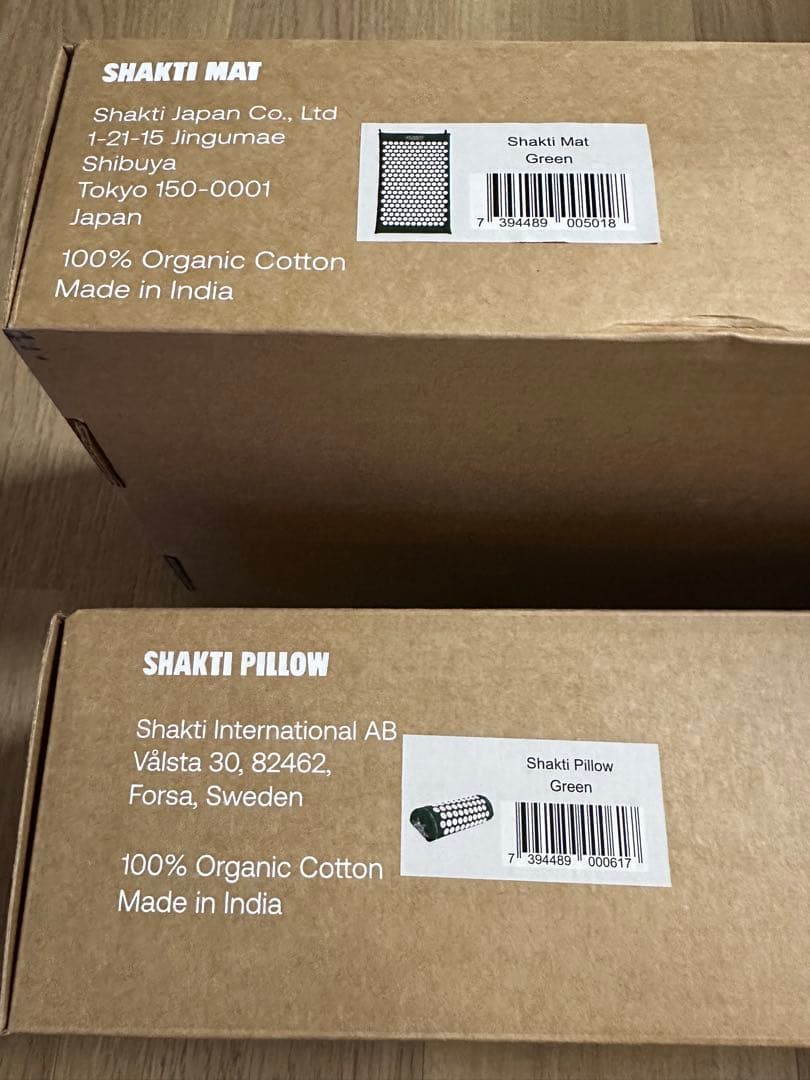 SHAKTI MAT
Shakti Japan Co., Ltd
1-21-15 Jingumae
Shibuya
Tokyo 150-0001
Japan
100% Organic Cotton
Made in India
Shakti Mat
Green
7 394489 005018
SHAKTI PILLOW
Shakti International AB
Vålsta 30, 82462,
Forsa, Sweden
100% Organic Cotton
Made in India
Shakti Pillow
Green
7 394489 000617